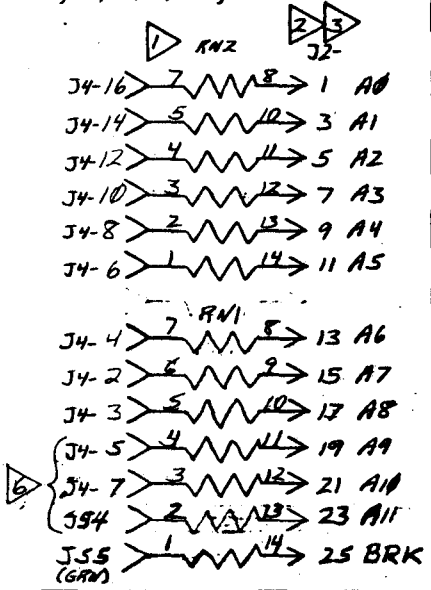 1 RN2 2 3
J2-
J4-16 7 8 1 AØ
J4-14 5 10 3 A1
J4-12 4 11 5 A2
J4-1Ø 3 12 7 A3
J4-8 2 13 9 A4
J4-6 1 14 11 A5
RN1
J4-4 7 8 13 A6
J4-2 6 9 15 A7
J4-3 5 10 17 A8
J4-5 4 11 19 A9
6 J4-7 3 12 21 A1Ø
J54 2 13 23 A11
J55 1 14 25 BRK
(GRN)